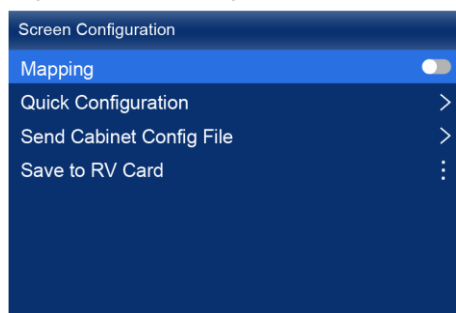 Screen Configuration
Mapping
Quick Configuration
Send Cabinet Config File
Save to RV Card